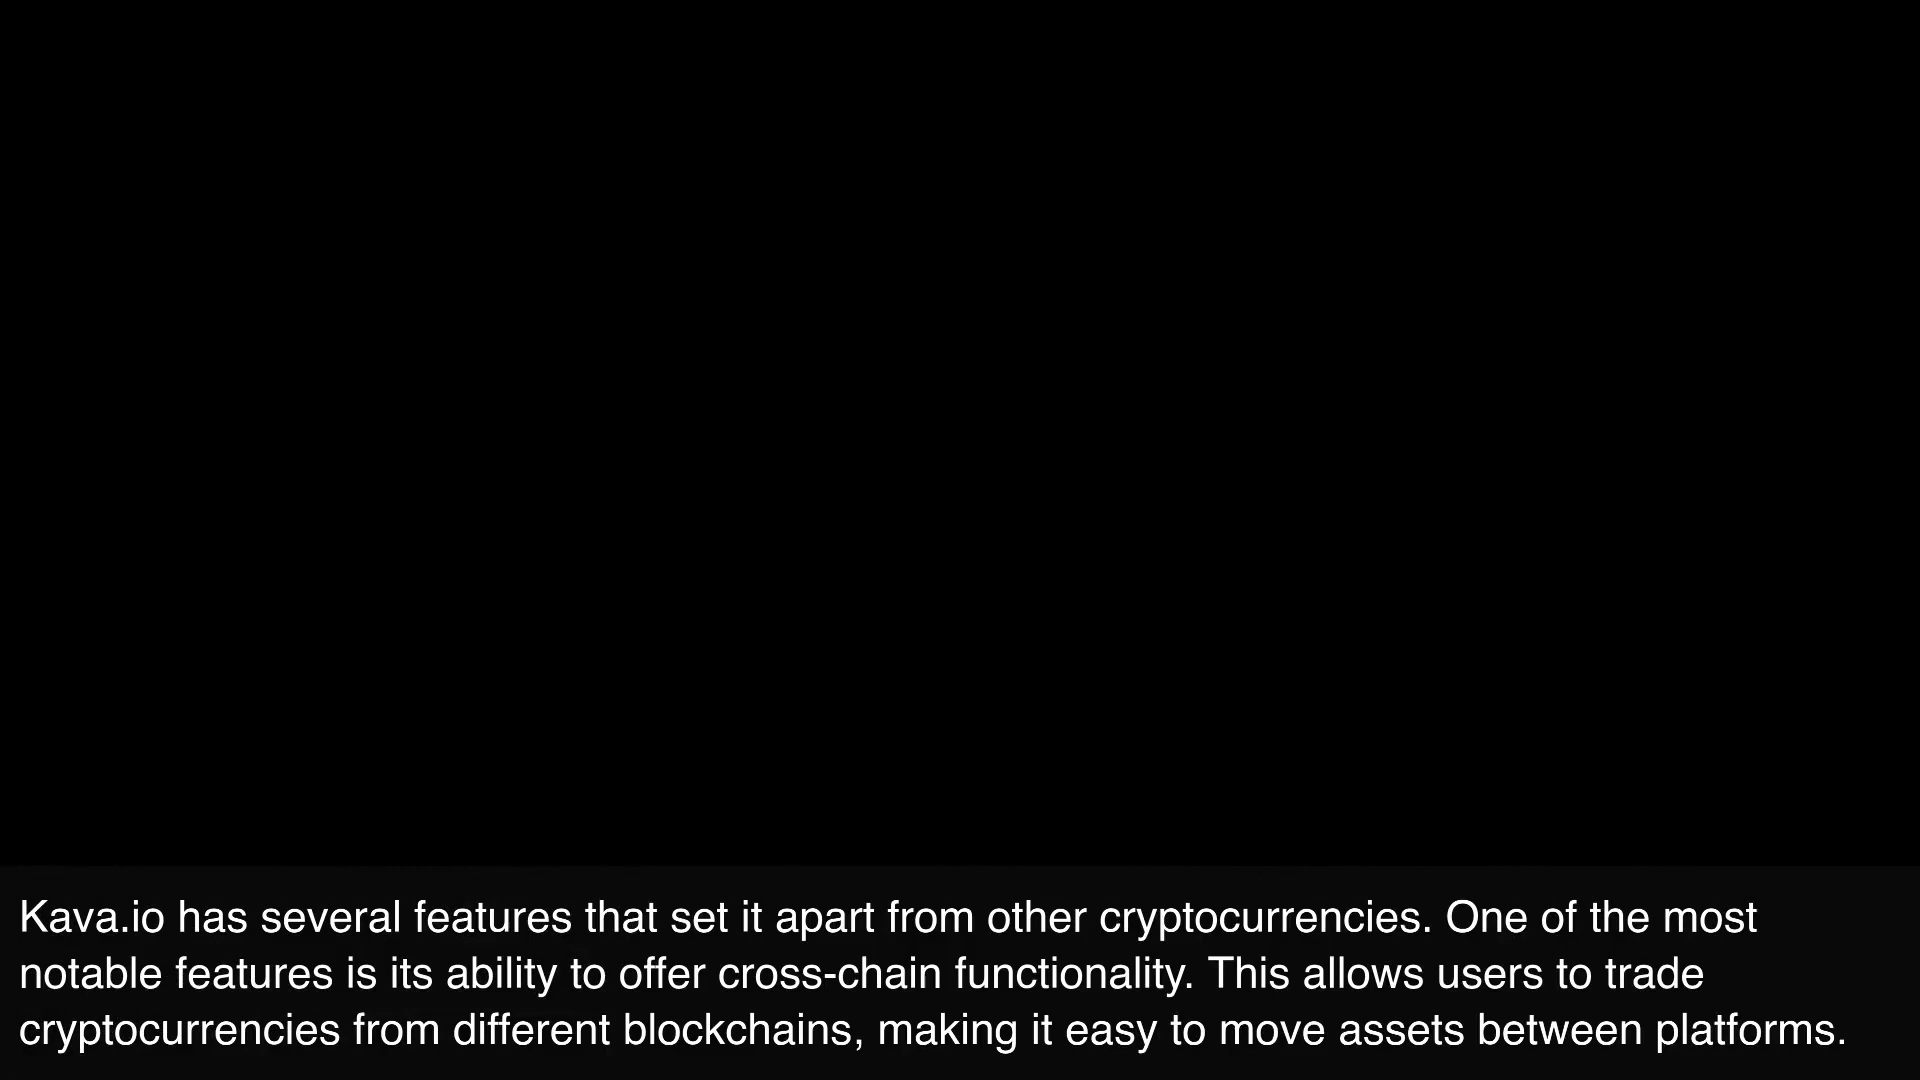 Kava.io has several features that set it apart from other cryptocurrencies. One of the most
notable features is its ability to offer cross-chain functionality. This allows users to trade
cryptocurrencies from different blockchains, making it easy to move assets between platforms.